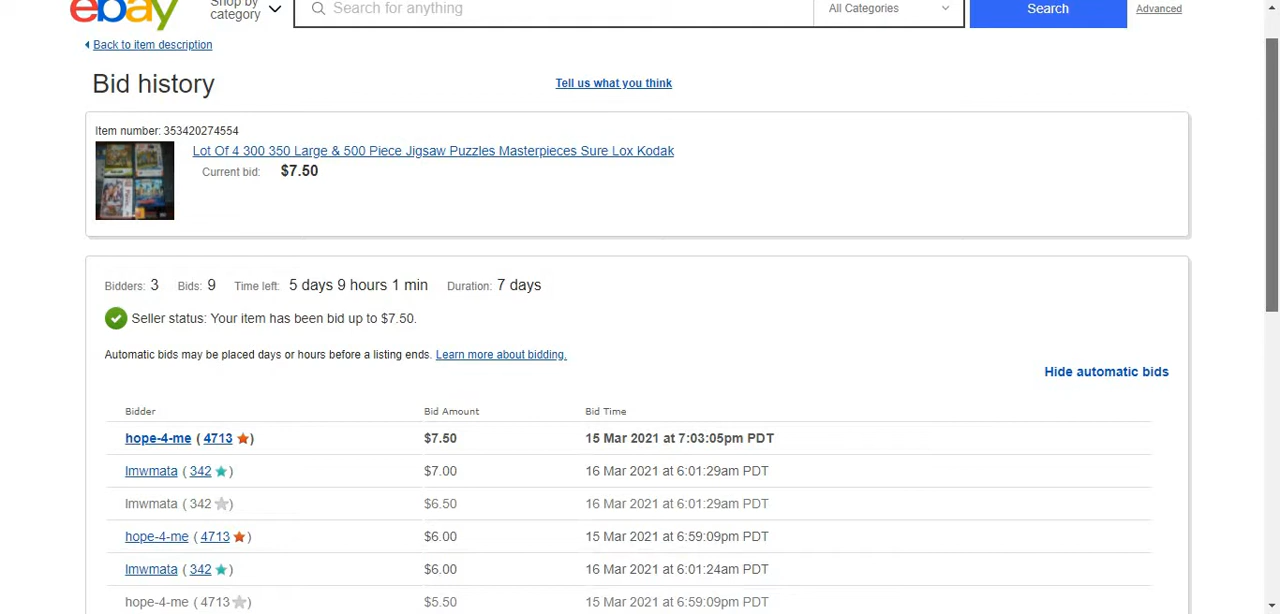 ebay
Shop by
category
Search for anything
All Categories
Search
Advanced
Back to item description
Bid history
Tell us what you think
Item number: 353420274554
Lot Of 4 300 350 Large & 500 Piece Jigsaw Puzzles Masterpieces Sure Lox Kodak
Current bid: $7.50
Bidders: 3 Bids: 9 Time left: 5 days 9 hours 1 min Duration: 7 days
Seller status: Your item has been bid up to $7.50.
Automatic bids may be placed days or hours before a listing ends. Learn more about bidding.
Hide automatic bids
Bidder Bid Amount Bid Time
hope-4-me ( 4713 ) $7.50 15 Mar 2021 at 7:03:05pm PDT
lmwmata ( 342 ) $7.00 16 Mar 2021 at 6:01:29am PDT
lmwmata ( 342 ) $6.50 16 Mar 2021 at 6:01:29am PDT
hope-4-me ( 4713 ) $6.00 15 Mar 2021 at 6:59:09pm PDT
lmwmata ( 342 ) $6.00 16 Mar 2021 at 6:01:24am PDT
hope-4-me ( 4713 ) $5.50 15 Mar 2021 at 6:59:09pm PDT